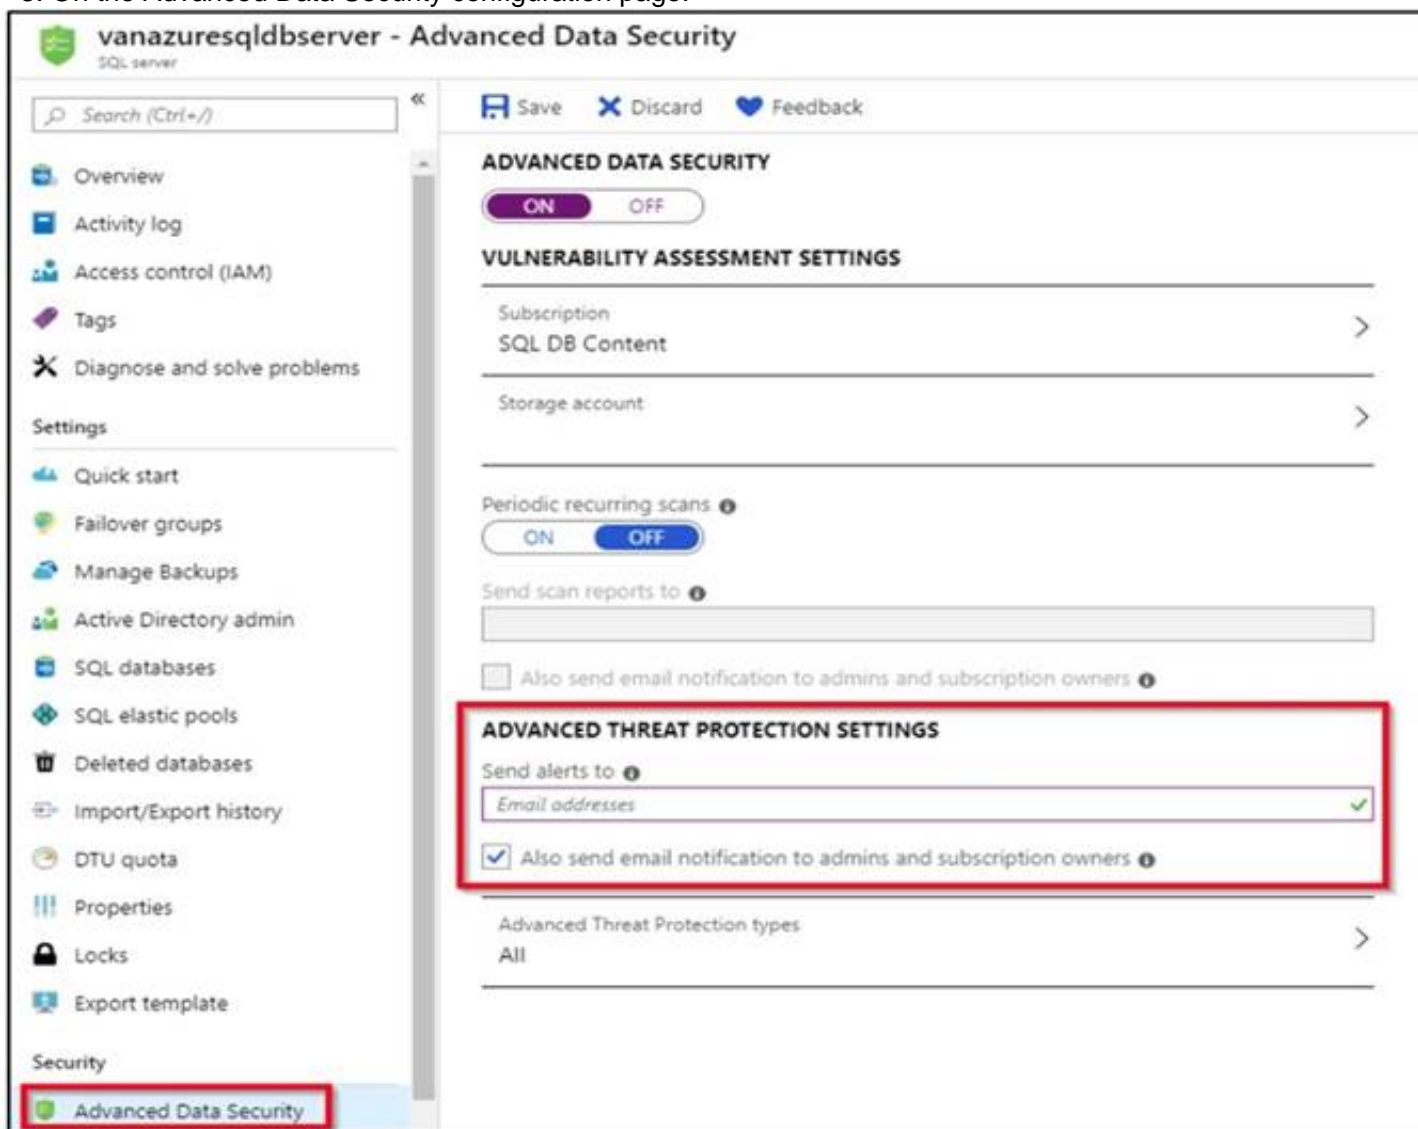 vanazuresqldbserver - Advanced Data Security
SQL server
Search (Ctrl+/)
«
Overview
Activity log
Access control (IAM)
Tags
Diagnose and solve problems
Settings
Quick start
Failover groups
Manage Backups
Active Directory admin
SQL databases
SQL elastic pools
Deleted databases
Import/Export history
DTU quota
Properties
Locks
Export template
Security
Advanced Data Security
Save Discard Feedback
ADVANCED DATA SECURITY
ON OFF
VULNERABILITY ASSESSMENT SETTINGS
Subscription
SQL DB Content
Storage account
Periodic recurring scans
ON OFF
Send scan reports to
Also send email notification to admins and subscription owners
ADVANCED THREAT PROTECTION SETTINGS
Send alerts to
Email addresses
Also send email notification to admins and subscription owners
Advanced Threat Protection types
All